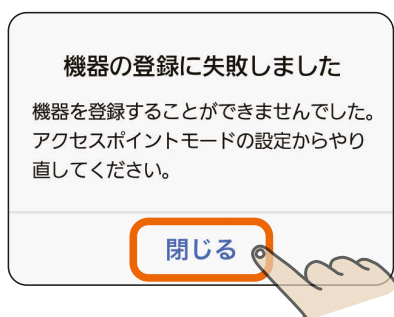 機器の登録に失敗しました
機器を登録することができませんでした。
アクセスポイントモードの設定からやり
直してください。
閉じる